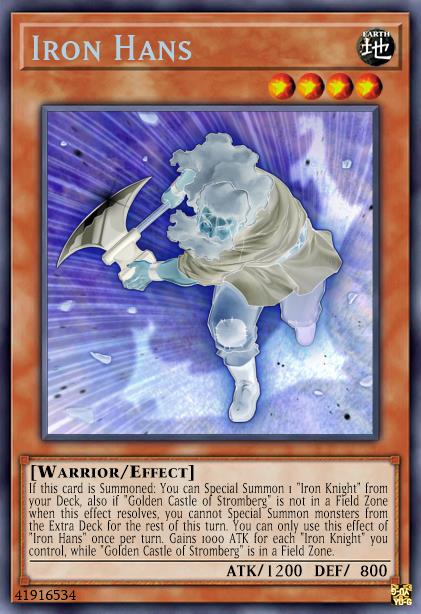 IRON HANS
EARTH
地
[WARRIOR/EFFECT]
If this card is Summoned: You can Special Summon 1 "Iron Knight" from
your Deck, also if "Golden Castle of Stromberg" is not in a Field Zone
when this effect resolves, you cannot Special Summon monsters from
the Extra Deck for the rest of this turn. You can only use this effect of
"Iron Hans" once per turn. Gains 1000 ATK for each "Iron Knight" you
control, while "Golden Castle of Stromberg" is in a Field Zone.
ATK/1200 DEF/ 800
41916534